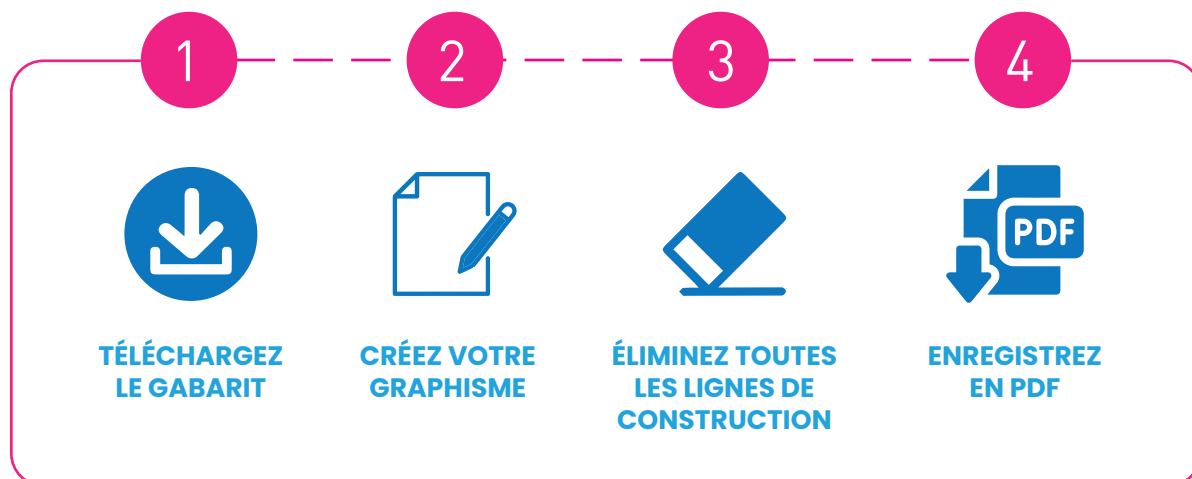 1
2
3
4
PDF
TÉLÉCHARGEZ
LE GABARIT
CRÉEZ VOTRE
GRAPHISME
ÉLIMINEZ TOUTES
LES LIGNES DE
CONSTRUCTION
ENREGISTREZ
EN PDF